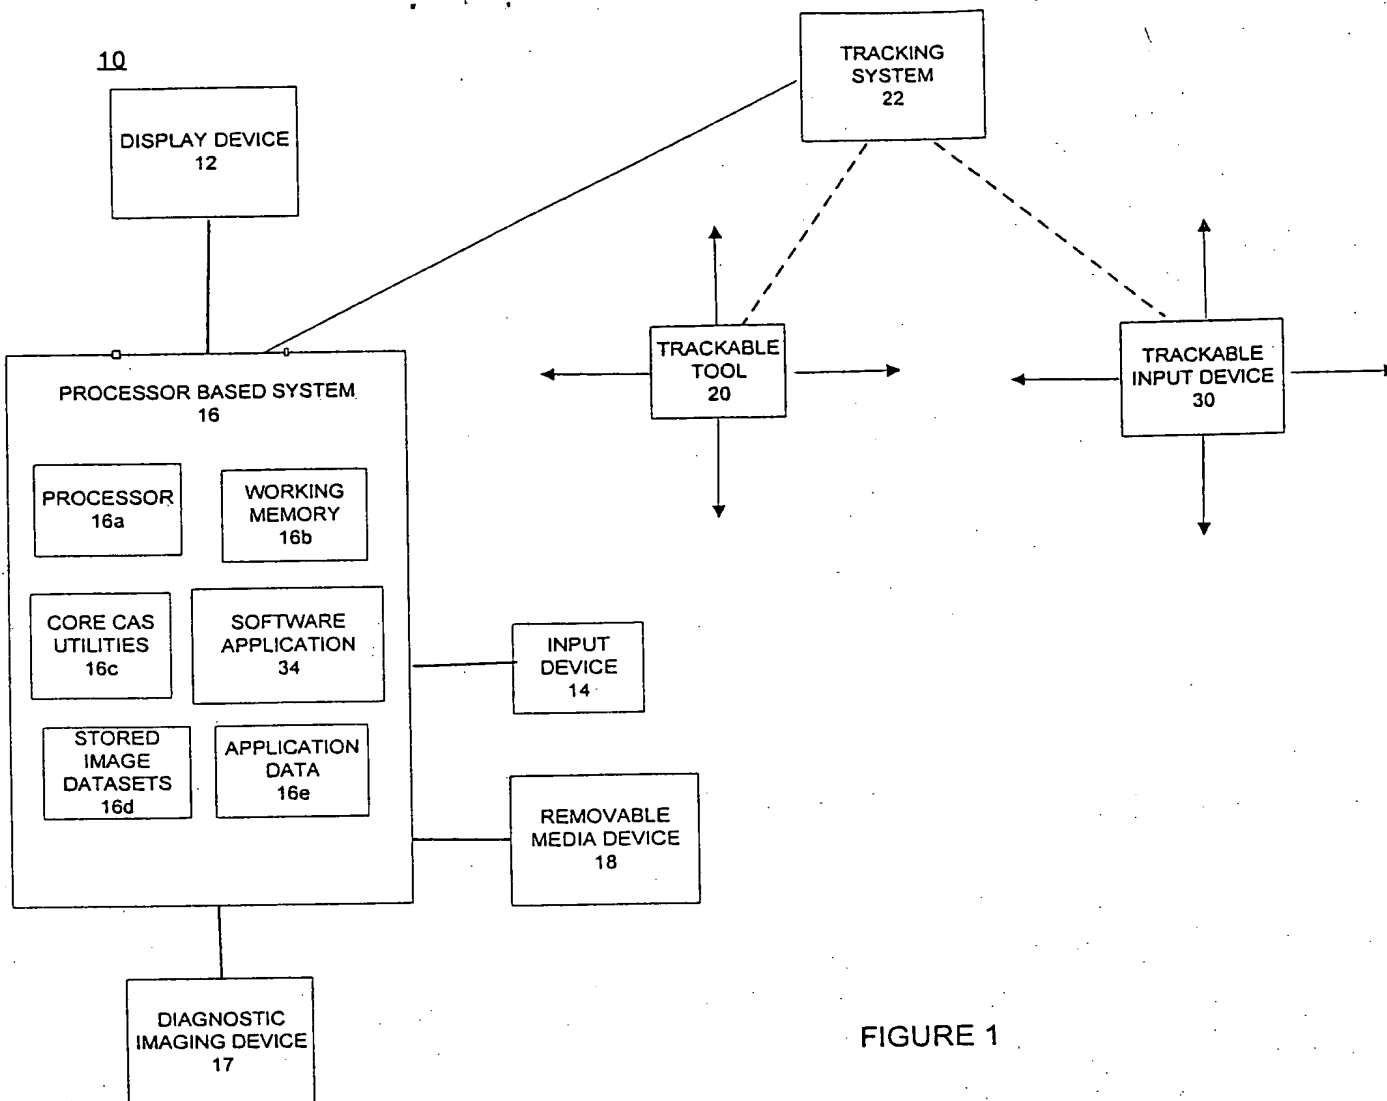 10
TRACKING
SYSTEM
22
DISPLAY DEVICE
12
TRACKABLE
TOOL
20
TRACKABLE
INPUT DEVICE
30
PROCESSOR BASED SYSTEM
16
PROCESSOR
16a
WORKING
MEMORY
16b
CORE CAS
UTILITIES
16c
SOFTWARE
APPLICATION
34
INPUT
DEVICE
14
STORED
IMAGE
DATASETS
16d
APPLICATION
DATA
16e
REMOVABLE
MEDIA DEVICE
18
DIAGNOSTIC
IMAGING DEVICE
17
FIGURE 1